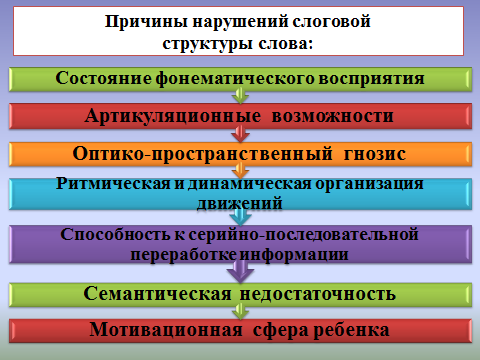 Причины нарушений слоговой
структуры слова:
Состояние фонематического восприятия
Артикуляционные возможности
Оптико-пространственный гнозис
Ритмическая и динамическая организация
движений
Способность к серийно-последовательной
переработке информации
Семантическая недостаточность
Мотивационная сфера ребенка